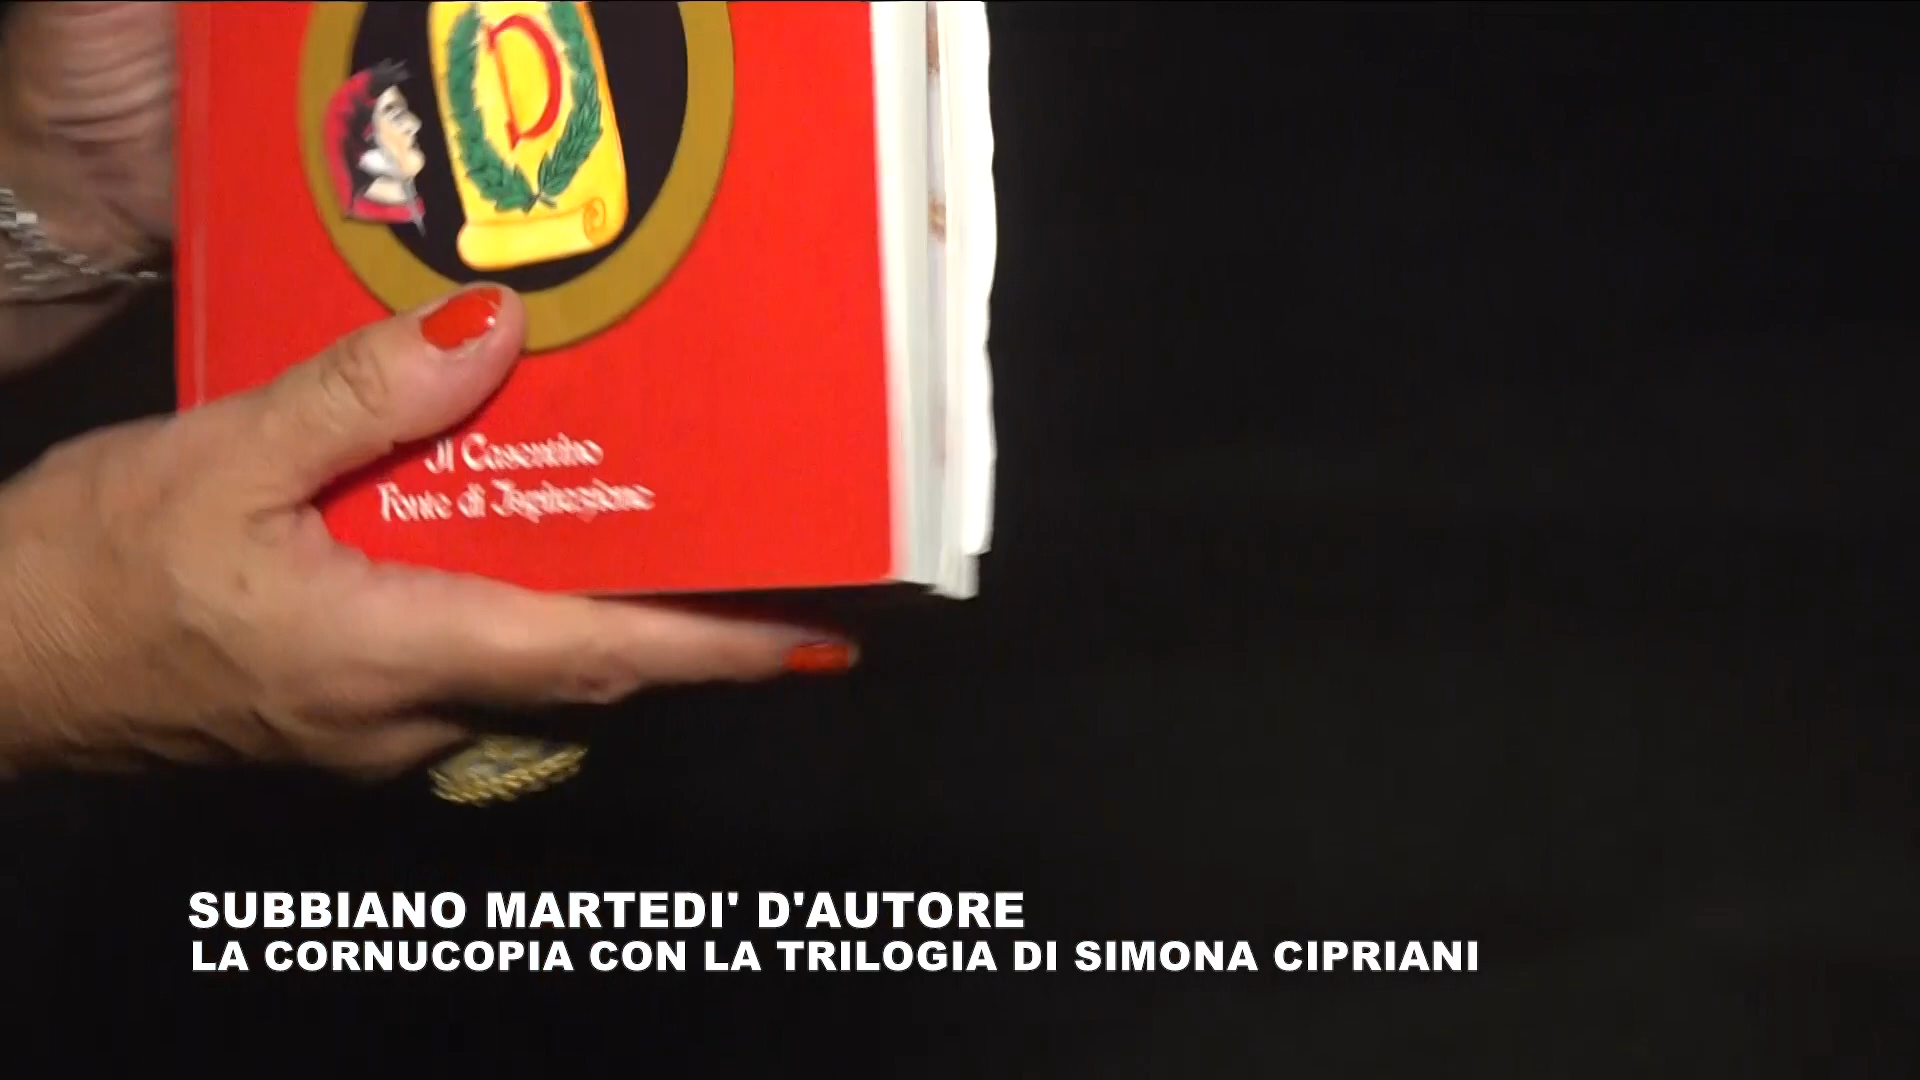 D
Il Casentino
Fonte di Ispirazione
SUBBIANO MARTEDI' D'AUTORE
LA CORNUCOPIA CON LA TRILOGIA DI SIMONA CIPRIANI